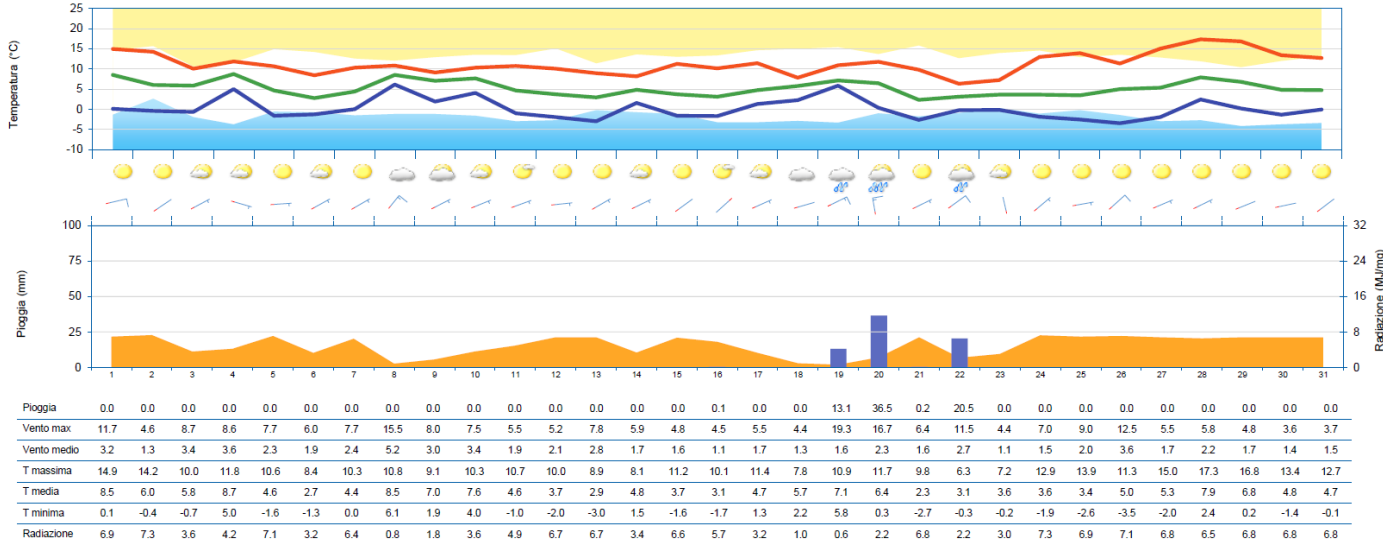 25
20
15
10
5
0
-5
-10
Temperatura (°C)
100 32
75 24
50 16
25 8
0 0
Pioggia (mm)
Radiazione (MJ/mg)
1 2 3 4 5 6 7 8 9 10 11 12 13 14 15 16 17 18 19 20 21 22 23 24 25 26 27 28 29 30 31
Pioggia 0.0 0.0 0.0 0.0 0.0 0.0 0.0 0.0 0.0 0.0 0.0 0.0 0.0 0.0 0.0 0.1 0.0 0.0 13.1 36.5 0.2 20.5 0.0 0.0 0.0 0.0 0.0 0.0 0.0 0.0 0.0
Vento max 11.7 4.6 8.7 8.6 7.7 6.0 7.7 15.5 8.0 7.5 5.5 5.2 7.8 5.9 4.8 4.5 5.5 4.4 19.3 16.7 6.4 11.5 4.4 7.0 9.0 12.5 5.5 5.8 4.8 3.6 3.7
Vento medio 3.2 1.3 3.4 3.6 2.3 1.9 2.4 5.2 3.0 3.4 1.9 2.1 2.8 1.7 1.6 1.1 1.7 1.3 1.6 2.3 1.6 2.7 1.1 1.5 2.0 3.6 1.7 2.2 1.7 1.4 1.5
T massima 14.9 14.2 10.0 11.8 10.6 8.4 10.3 10.8 9.1 10.3 10.7 10.0 8.9 8.1 11.2 10.1 11.4 7.8 10.9 11.7 9.8 6.3 7.2 12.9 13.9 11.3 15.0 17.3 16.8 13.4 12.7
T media 8.5 6.0 5.8 8.7 4.6 2.7 4.4 8.5 7.0 7.6 4.6 3.7 2.9 4.8 3.7 3.1 4.7 5.7 7.1 6.4 2.3 3.1 3.6 3.6 3.4 5.0 5.3 7.9 6.8 4.8 4.7
T minima 0.1 -0.4 -0.7 5.0 -1.6 -1.3 0.0 6.1 1.9 4.0 -1.0 -2.0 -3.0 1.5 -1.6 -1.7 1.3 2.2 5.8 0.3 -2.7 -0.3 -0.2 -1.9 -2.6 -3.5 -2.0 2.4 0.2 -1.4 -0.1
Radiazione 6.9 7.3 3.6 4.2 7.1 3.2 6.4 0.8 1.8 3.6 4.9 6.7 6.7 3.4 6.6 5.7 3.2 1.0 0.6 2.2 6.8 2.2 3.0 7.3 6.9 7.1 6.8 6.5 6.8 6.8 6.8